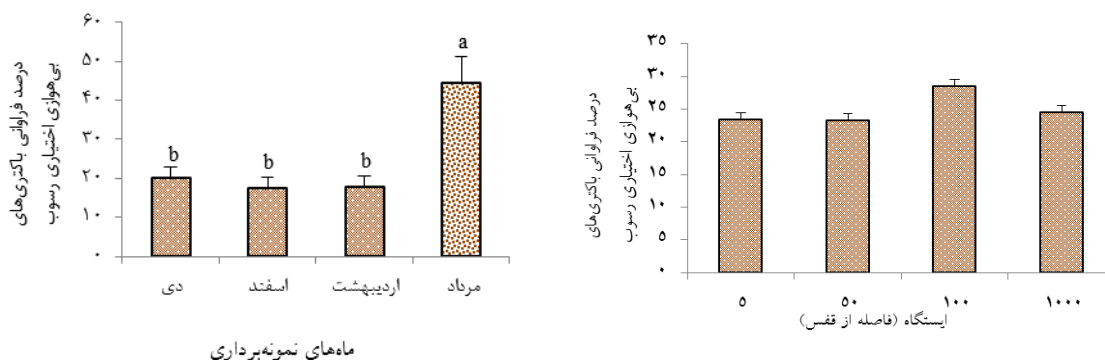 درصد فراوانی باکتری‌های
بی‌هوازی اختیاری رسوب
۶۰
۵۰
۴۰
۳۰
۲۰
۱۰
۰
b
b
b
a
دی
اسفند
اردیبهشت
مرداد
ماه‌های نمونه‌برداری
درصد فراوانی باکتری‌های
بی‌هوازی اختیاری رسوب
۳۵
۳۰
۲۵
۲۰
۱۵
۱۰
۵
۰
۵
۵۰
۱۰۰
۱۰۰۰
ایستگاه (فاصله از قفس)